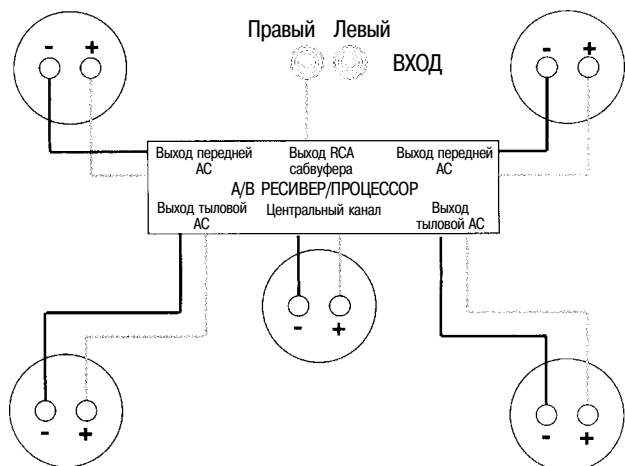 Правый Левый
- +
ВХОД
- +
Выход передней
АС
Выход RCA
сабвуфера
Выход передней
АС
А/В РЕСИВЕР/ПРОЦЕССОР
Выход тыловой
АС
Центральный канал
Выход
тыловой АС
- +
- +
- +